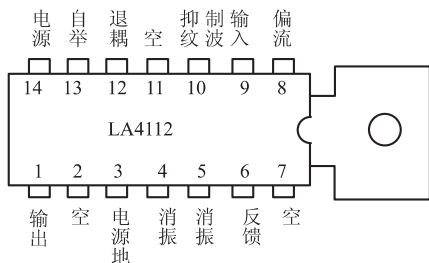 电源 自举 退耦 空 抑制纹波 输入 偏流
14 13 12 11 10 9 8
LA4112
1 2 3 4 5 6 7
输出 空 电源地 消振 消振 反馈 空